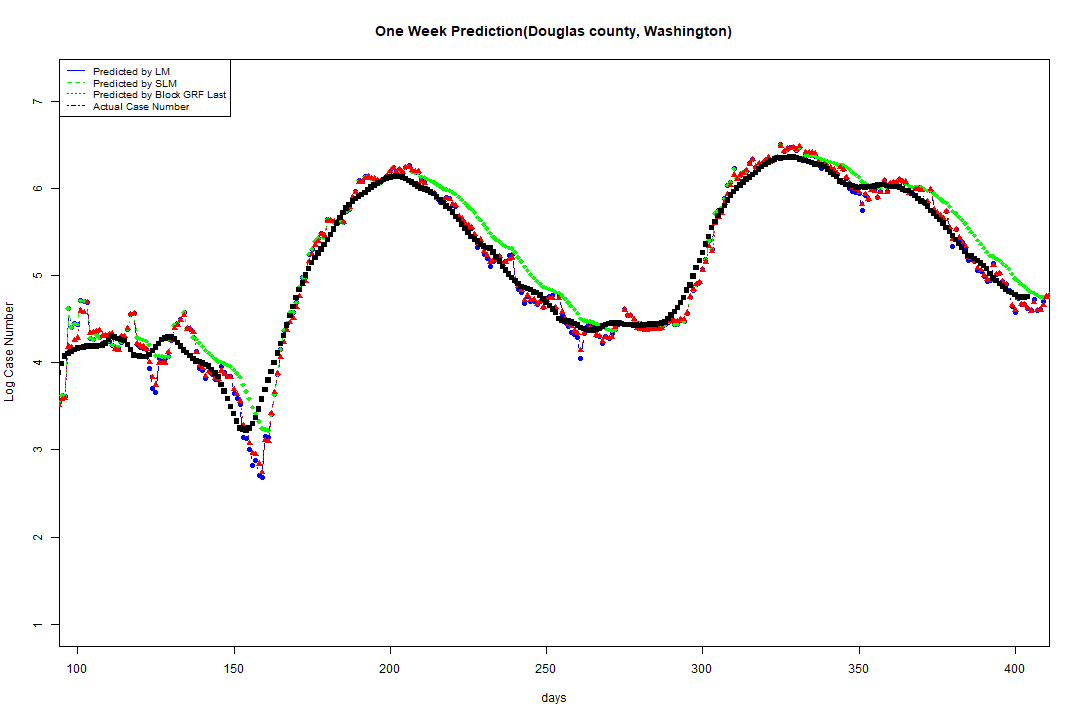 One Week Prediction(Douglas county, Washington)
Predicted by LM
Predicted by SLM
Predicted by Block GRF Last
Actual Case Number
Log Case Number
7
6
5
4
3
2
1
100 150 200 250 300 350 400
days